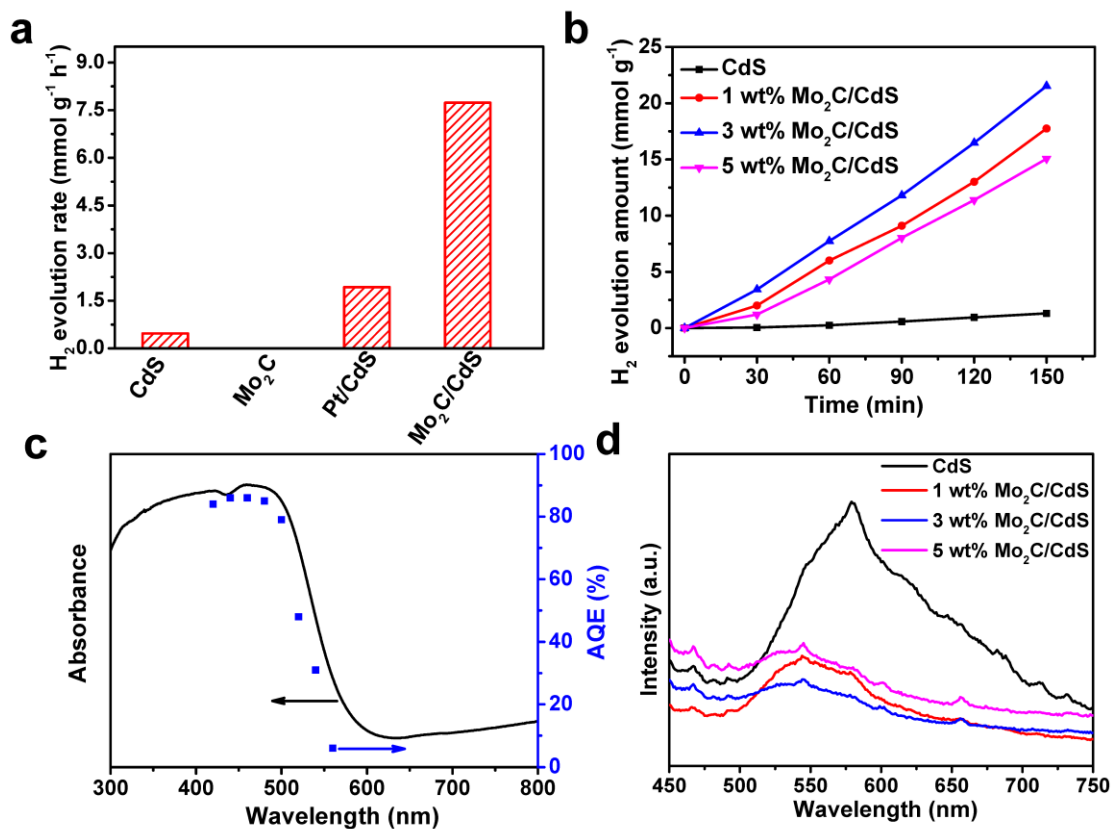 a
H₂ evolution rate (mmol g⁻¹ h⁻¹)
9.0
7.5
6.0
4.5
3.0
1.5
0.0
CdS
Mo₂C
Pt/CdS
Mo₂C/CdS
b
H₂ evolution amount (mmol g⁻¹)
25
20
15
10
5
0
CdS
1 wt% Mo₂C/CdS
3 wt% Mo₂C/CdS
5 wt% Mo₂C/CdS
0 30 60 90 120 150
Time (min)
c
Absorbance
100
80
60
40
20
0
AQE (%)
300 400 500 600 700 800
Wavelength (nm)
d
Intensity (a.u.)
CdS
1 wt% Mo₂C/CdS
3 wt% Mo₂C/CdS
5 wt% Mo₂C/CdS
450 500 550 600 650 700 750
Wavelength (nm)